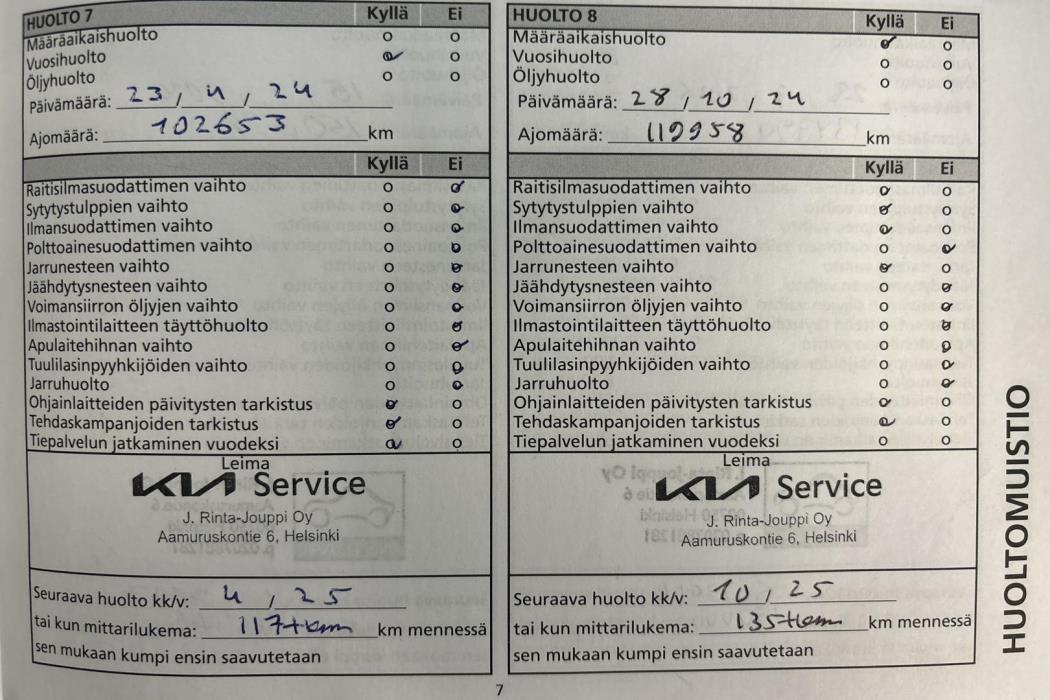 HUOLTO 7 Kyllä Ei
Määräaikaishuolto
Vuosihuolto
Öljyhuolto
Päivämäärä: 23 / 4 / 24
Ajomäärä: 102653 km
Kyllä Ei
Raitisilmasuodattimen vaihto
Sytytystulppien vaihto
Ilmansuodattimen vaihto
Polttoainesuodattimen vaihto
Jarrunesteen vaihto
Jäähdytysnesteen vaihto
Voimansiirron öljyjen vaihto
Ilmastointilaitteen täyttöhuolto
Apulaitehihnan vaihto
Tuulilasinpyyhkijöiden vaihto
Jarruhuolto
Ohjainlaitteiden päivitysten tarkistus
Tehdaskampanjoiden tarkistus
Tiepalvelun jatkaminen vuodeksi
Leima
KIA Service
J. Rinta-Jouppi Oy
Aamuruskontie 6, Helsinki
Seuraava huolto kk/v: 4 / 25
tai kun mittarilukema: 117tkm km mennessä
sen mukaan kumpi ensin saavutetaan
HUOLTO 8 Kyllä Ei
Määräaikaishuolto
Vuosihuolto
Öljyhuolto
Päivämäärä: 28 / 10 / 24
Ajomäärä: 119958 km
Kyllä Ei
Raitisilmasuodattimen vaihto
Sytytystulppien vaihto
Ilmansuodattimen vaihto
Polttoainesuodattimen vaihto
Jarrunesteen vaihto
Jäähdytysnesteen vaihto
Voimansiirron öljyjen vaihto
Ilmastointilaitteen täyttöhuolto
Apulaitehihnan vaihto
Tuulilasinpyyhkijöiden vaihto
Jarruhuolto
Ohjainlaitteiden päivitysten tarkistus
Tehdaskampanjoiden tarkistus
Tiepalvelun jatkaminen vuodeksi
Leima
KIA Service
J. Rinta-Jouppi Oy
Aamuruskontie 6, Helsinki
Seuraava huolto kk/v: 10 / 25
tai kun mittarilukema: 135tkm km mennessä
sen mukaan kumpi ensin saavutetaan
HUOLTOMUISTIO
7